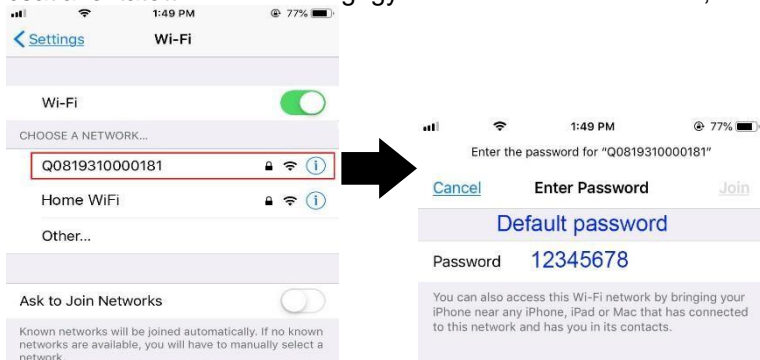 1:49 PM
77%
Settings
Wi-Fi
Wi-Fi
CHOOSE A NETWORK...
Q0819310000181
Home WiFi
Other...
Ask to Join Networks
Known networks will be joined automatically. If no known
networks are available, you will have to manually select a
network.
1:49 PM
77%
Enter the password for "Q0819310000181"
Cancel
Enter Password
Join
Default password
Password
12345678
You can also access this Wi-Fi network by bringing your
iPhone near any iPhone, iPad or Mac that has connected
to this network and has you in its contacts.